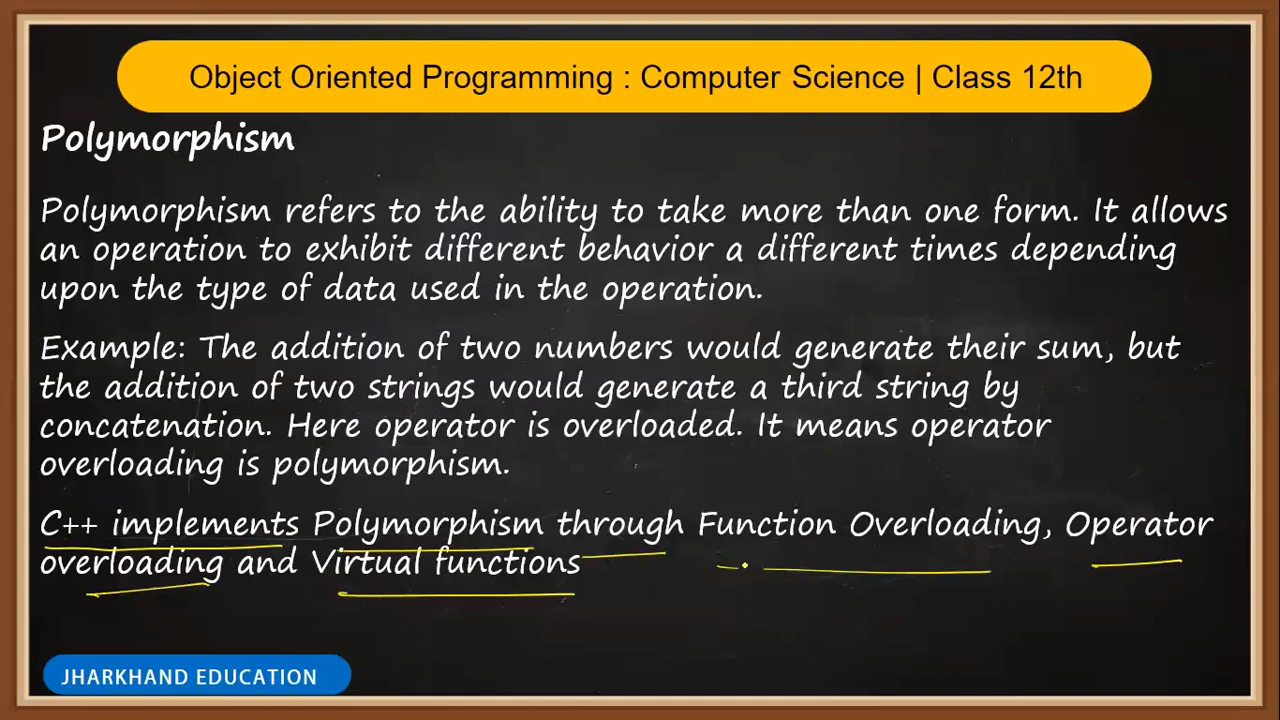 Object Oriented Programming : Computer Science | Class 12th
Polymorphism
Polymorphism refers to the ability to take more than one form. It allows
an operation to exhibit different behavior a different times depending
upon the type of data used in the operation.
Example: The addition of two numbers would generate their sum, but
the addition of two strings would generate a third string by
concatenation. Here operator is overloaded. It means operator
overloading is polymorphism.
C++ implements Polymorphism through Function Overloading, Operator
overloading and Virtual functions
JHARKHAND EDUCATION